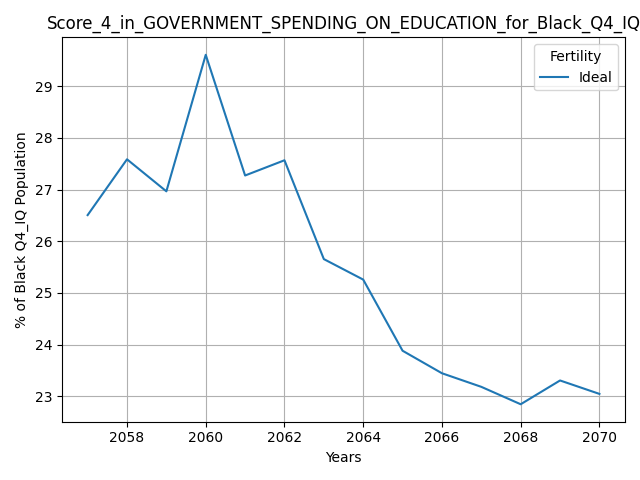 Score_4_in_GOVERNMENT_SPENDING_ON_EDUCATION_for_Black_Q4_IQ
Fertility
Ideal
29
28
27
26
25
24
23
% of Black Q4_IQ Population
2058 2060 2062 2064 2066 2068 2070
Years